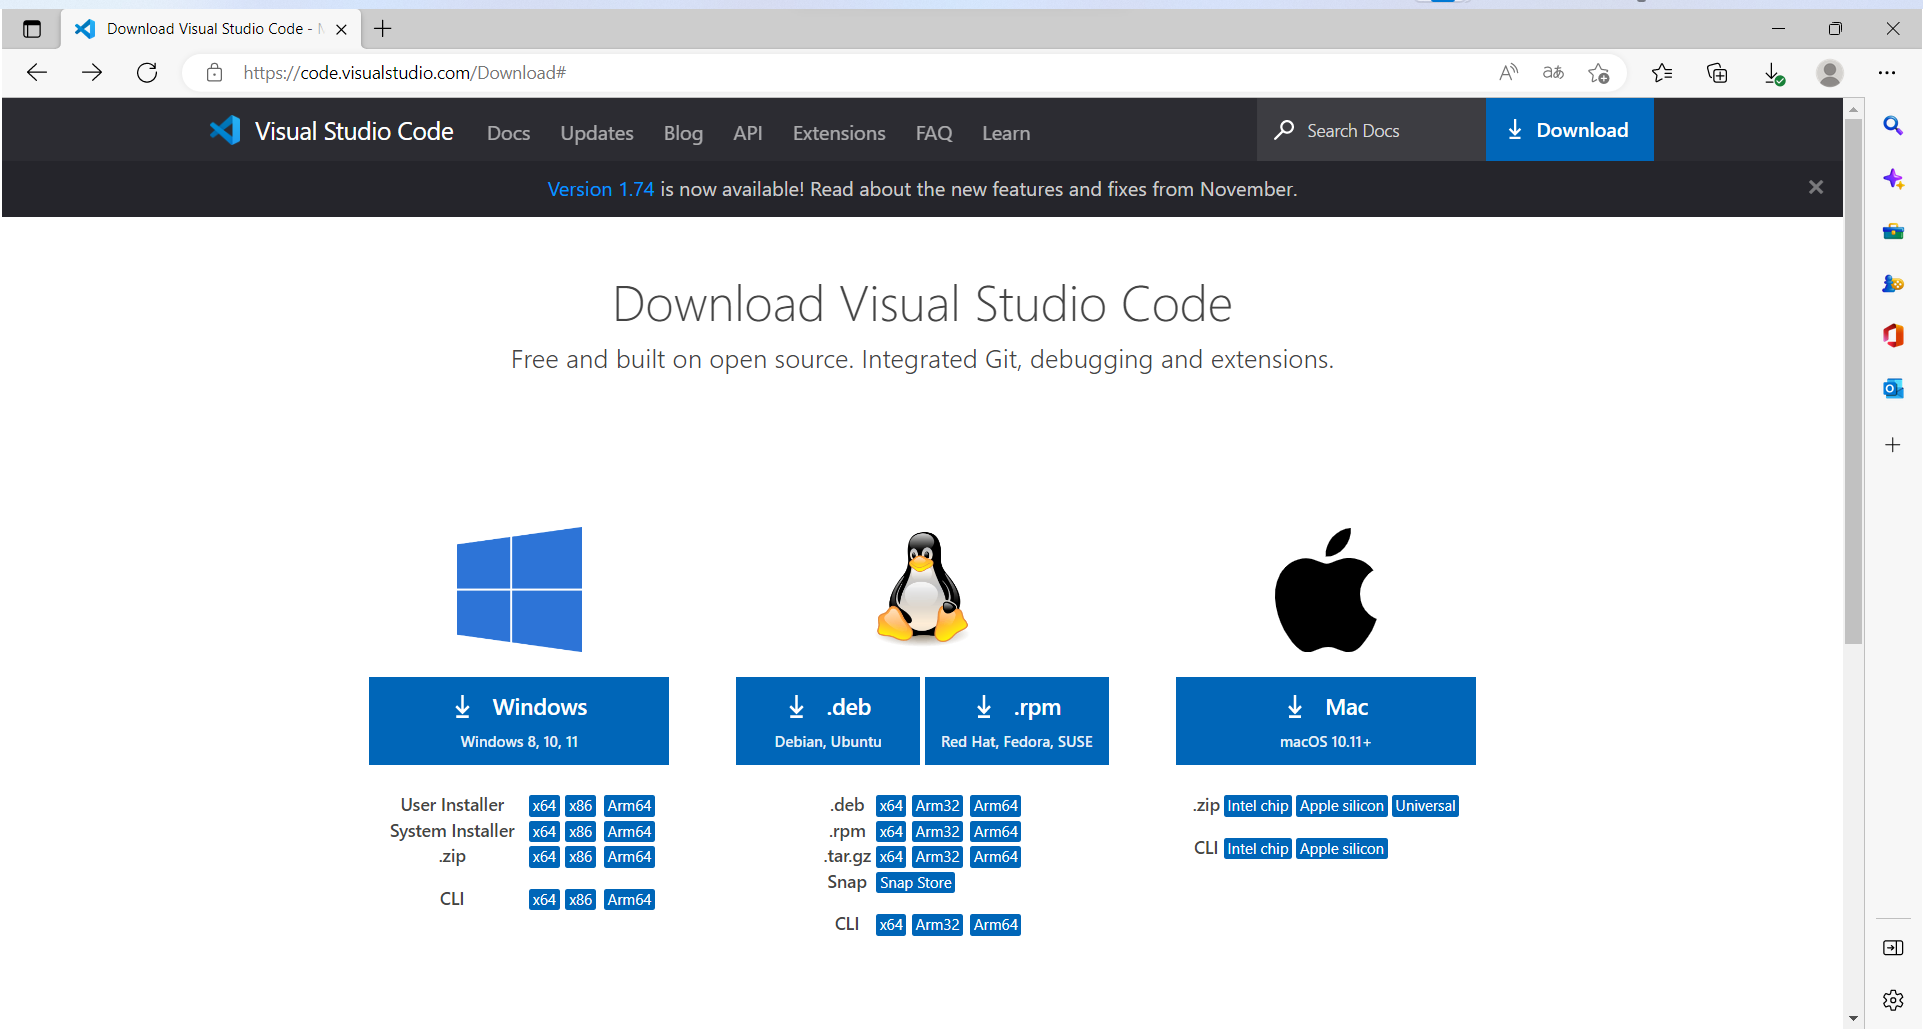 Download Visual Studio Code -
https://code.visualstudio.com/Download#
Visual Studio Code Docs Updates Blog API Extensions FAQ Learn Search Docs Download
Version 1.74 is now available! Read about the new features and fixes from November.
Download Visual Studio Code
Free and built on open source. Integrated Git, debugging and extensions.
Windows
Windows 8, 10, 11
User Installer x64 x86 Arm64
System Installer x64 x86 Arm64
.zip x64 x86 Arm64
CLI x64 x86 Arm64
.deb
Debian, Ubuntu
.rpm
Red Hat, Fedora, SUSE
.deb x64 Arm32 Arm64
.rpm x64 Arm32 Arm64
.tar.gz x64 Arm32 Arm64
Snap Snap Store
CLI x64 Arm32 Arm64
Mac
macOS 10.11+
.zip Intel chip Apple silicon Universal
CLI Intel chip Apple silicon